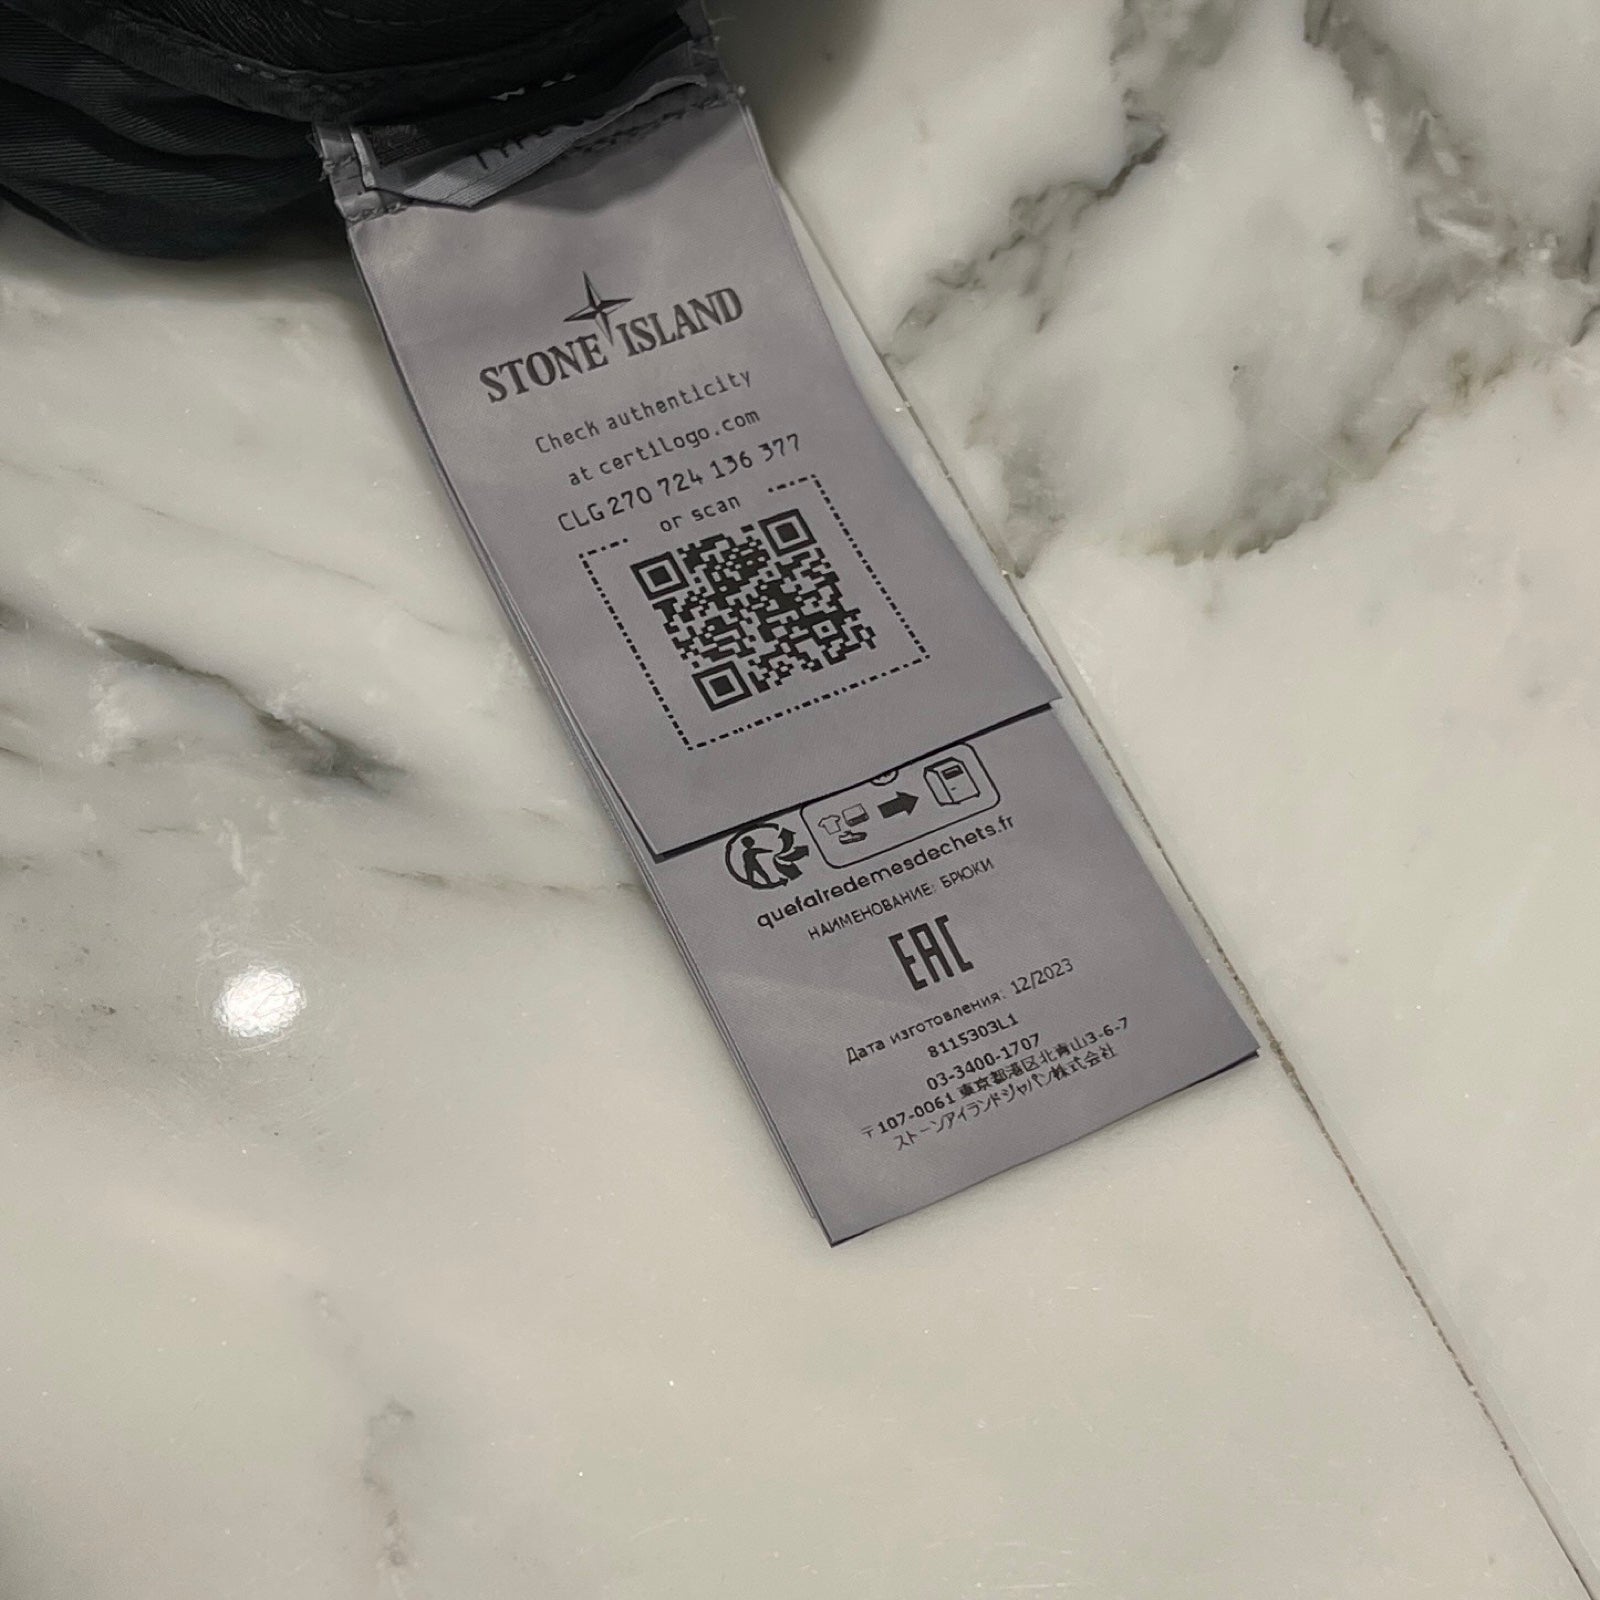 STONE ISLAND
Check authenticity
at certilogo.com
CLG 270 724 136 377
or scan
quefairedemesdechets.fr
НАИМЕНОВАНИЕ: БРЮКИ
EAC
Дата изготовления: 12/2023
8115303L1
03-3400-1707
〒107-0061 東京都港区北青山3-6-7
ストーンアイランドジャパン株式会社